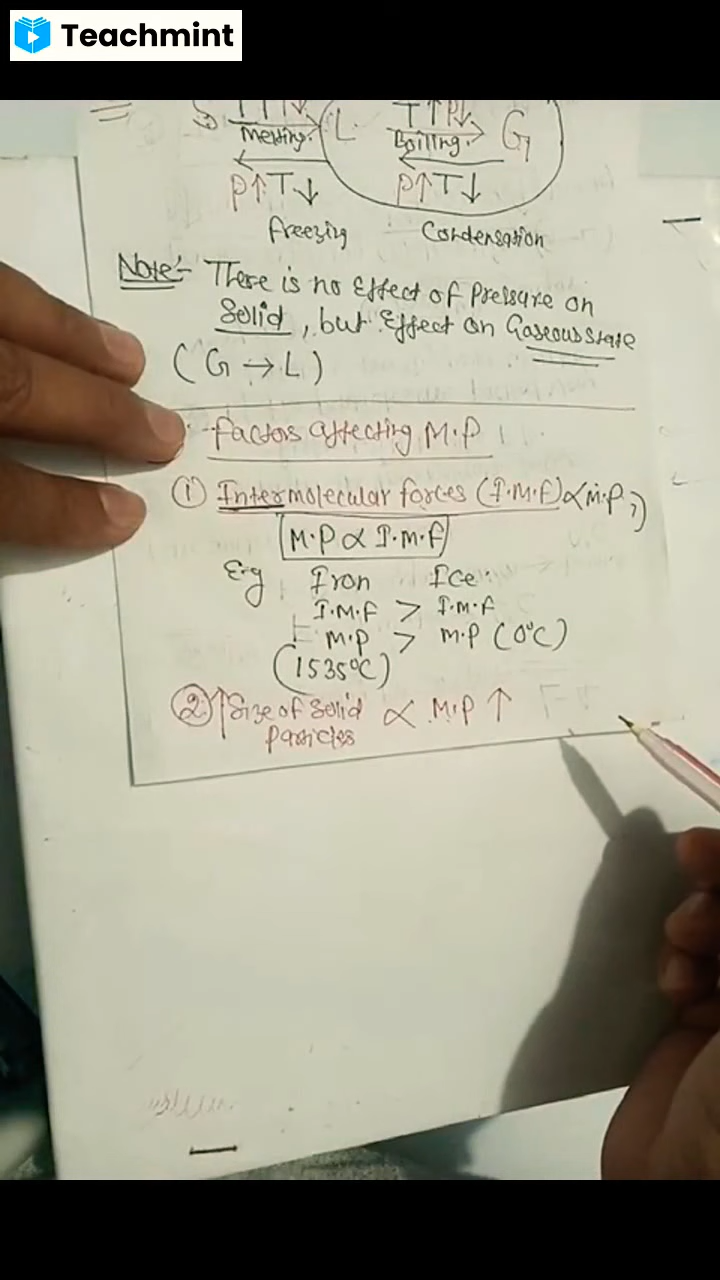 Teachmint
L
G
Melting.
Boiling.
P↑T↓
P↑T↓
Freezing
Condensation
Note:- There is no Effect of Pressure on
Solid, but Effect on Gaseous state
(G → L)
Factors affecting M.P
① Intermolecular forces (I.M.F) ∝ M.P,
M.P ∝ I.M.F
E.g Iron Ice
I.M.F > I.M.F
M.P > M.P (0°C)
(1535°C)
② ↑ Size of Solid ∝ M.P ↑
Particles